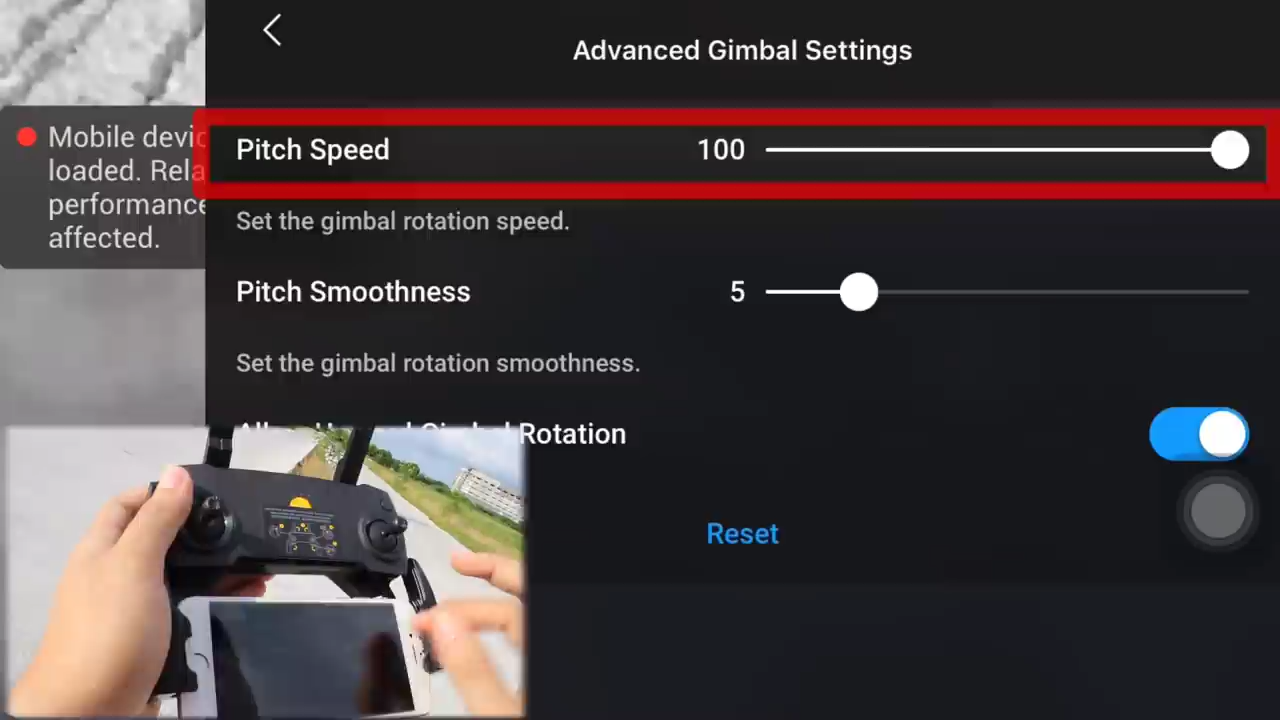 Advanced Gimbal Settings
Mobile devic
loaded. Rela
performance
affected.
Pitch Speed 100
Set the gimbal rotation speed.
Pitch Smoothness 5
Set the gimbal rotation smoothness.
Rotation
Reset